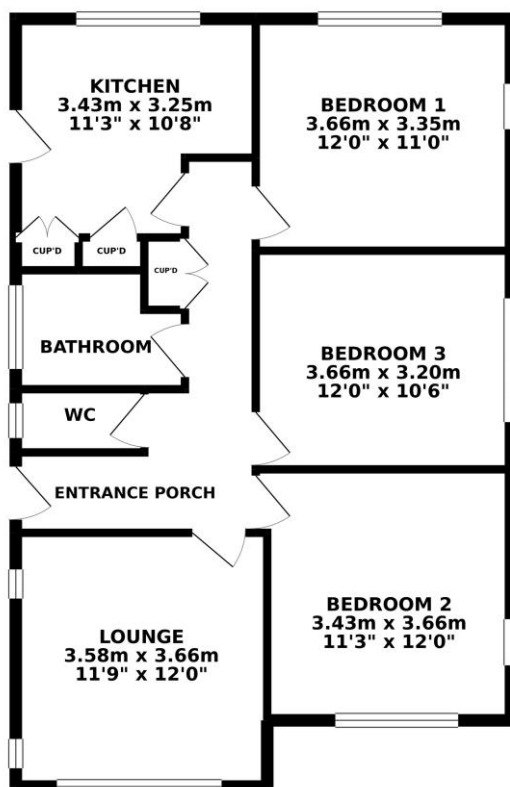 KITCHEN
3.43m x 3.25m
11'3" x 10'8"
BEDROOM 1
3.66m x 3.35m
12'0" x 11'0"
CUP'D
CUP'D
CUP'D
BATHROOM
BEDROOM 3
3.66m x 3.20m
12'0" x 10'6"
WC
ENTRANCE PORCH
BEDROOM 2
3.43m x 3.66m
11'3" x 12'0"
LOUNGE
3.58m x 3.66m
11'9" x 12'0"